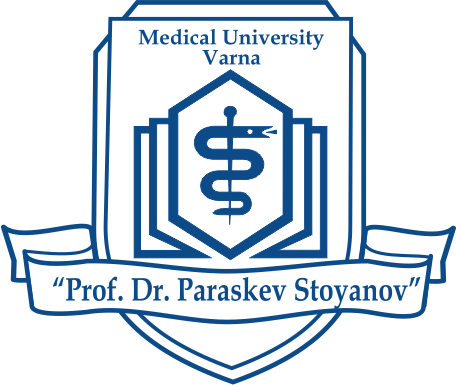 Medical University
Varna
“Prof. Dr. Paraskev Stoyanov”